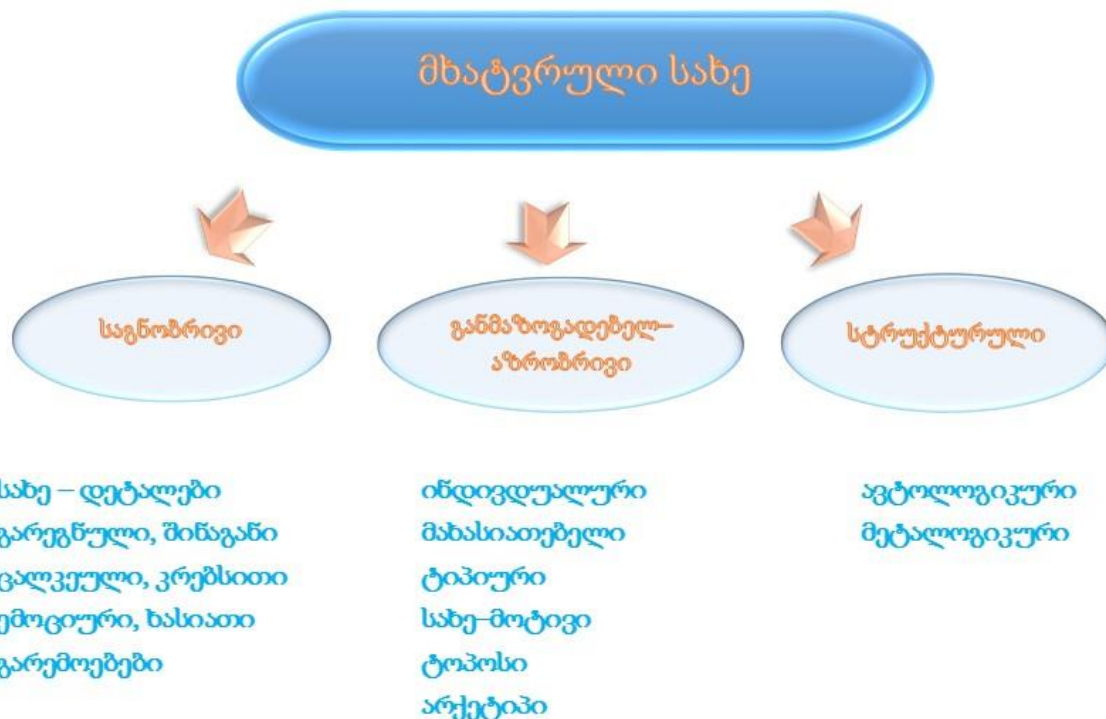 მხატვრული სახე
საგნობრივი
განმაზოგადებელ–
აზრობრივი
სტრუქტურული
სახე – დეტალები
გარეგნული, შინაგანი
ცალკეული, კრებსითი
ემოციური, ხასიათი
გარემოებები
ინდივდუალური
მახასიათებელი
ტიპიური
სახე–მოტივი
ტოპოსი
არქეტიპი
ავტოლოგიკური
მეტალოგიკური